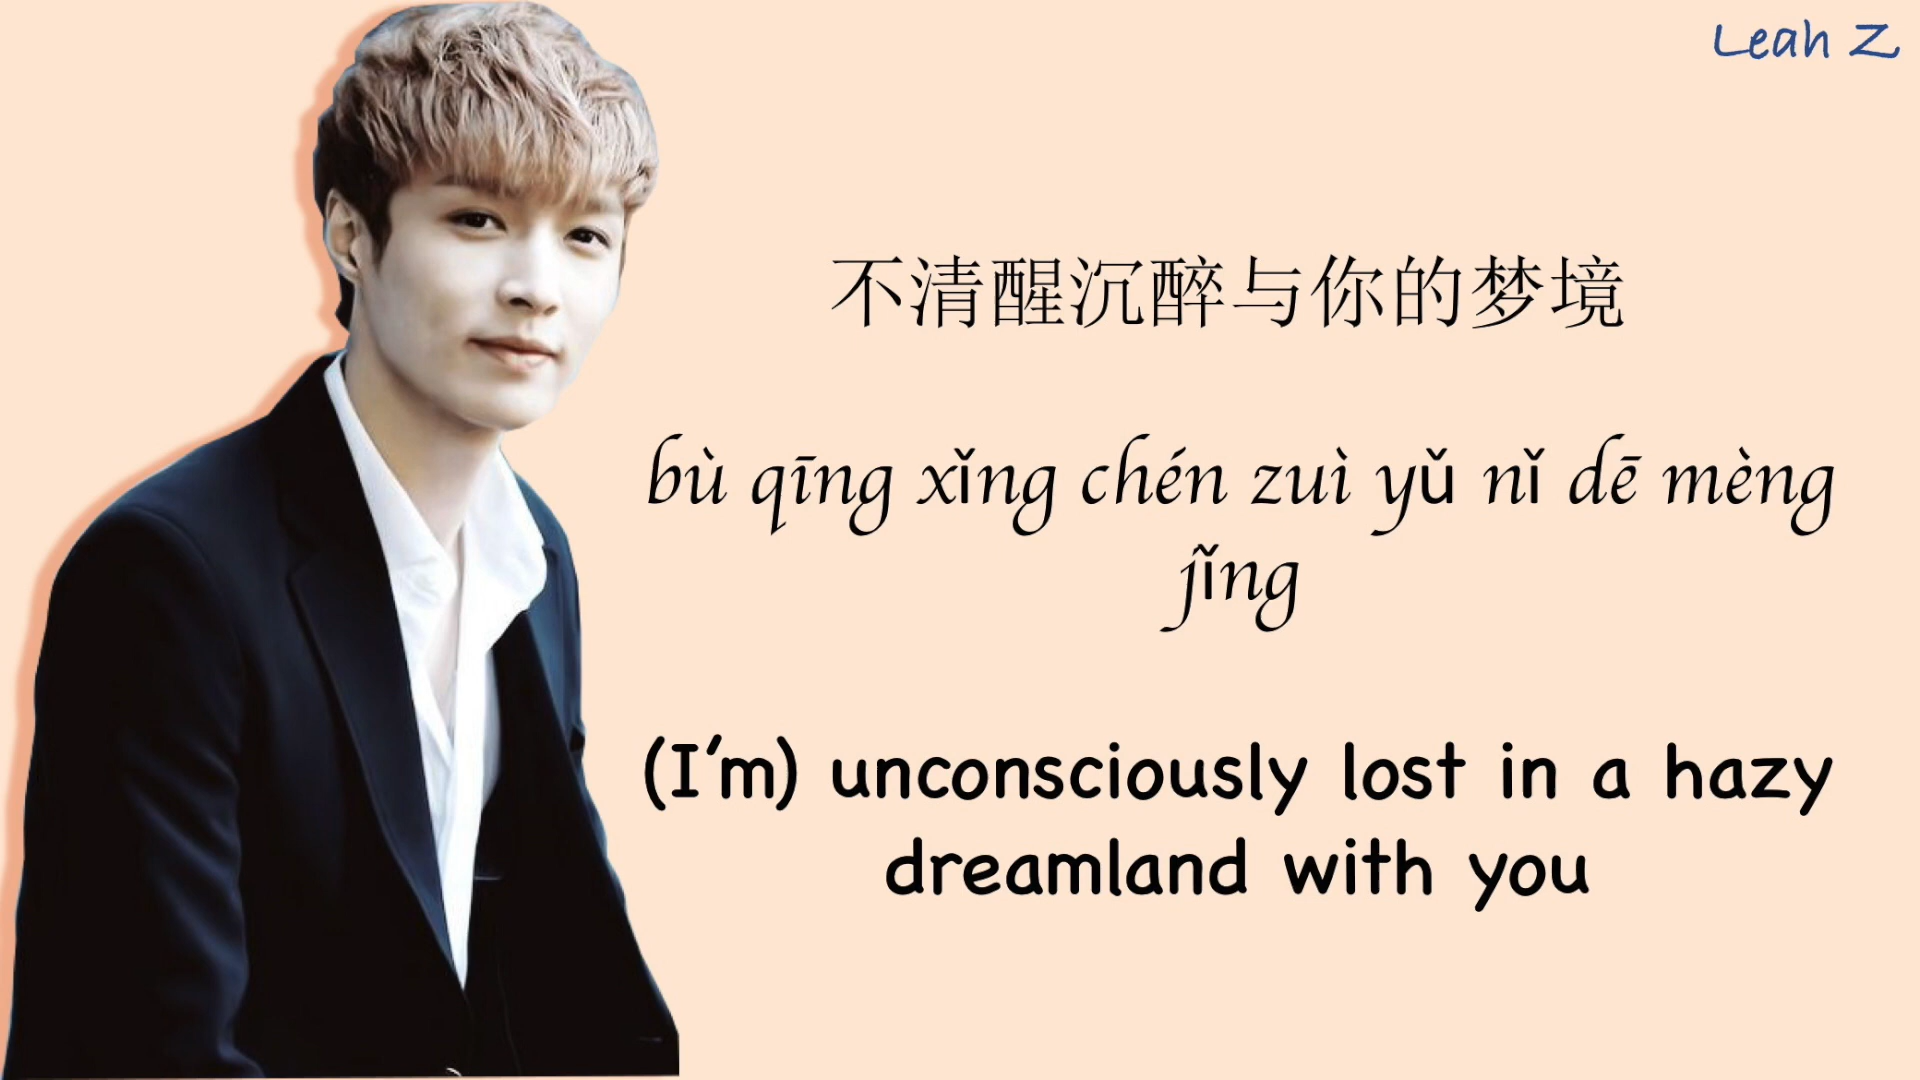 Leah Z
不清醒沉醉与你的梦境
bù qīng xǐng chén zuì yǔ nǐ dē mèng
jǐng
(I'm) unconsciously lost in a hazy
dreamland with you